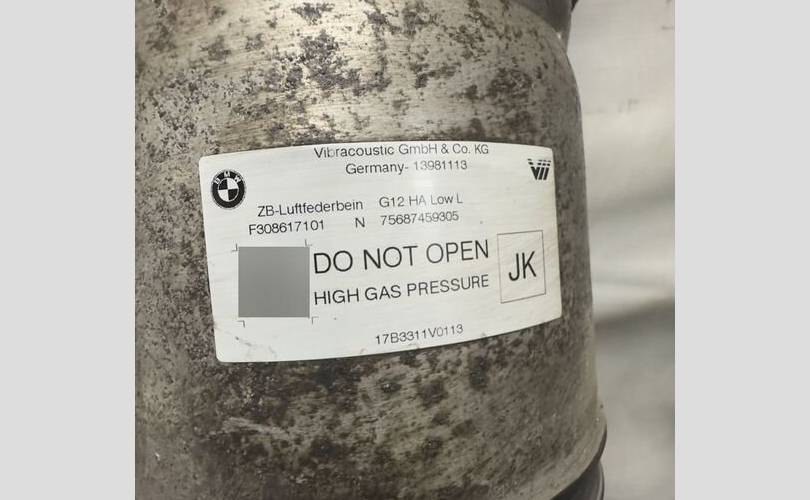 Vibracoustic GmbH & Co. KG
Germany- 13981113
BMW
ZB-Luftfederbein G12 HA Low L
F308617101 N 75687459305
DO NOT OPEN
JK
HIGH GAS PRESSURE
17B3311V0113